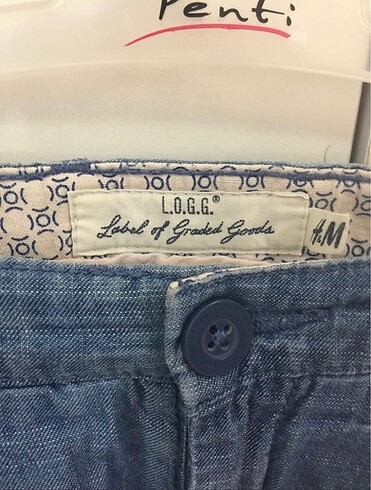 Penti
L.O.G.G.®
Label of Graded Goods
H&M